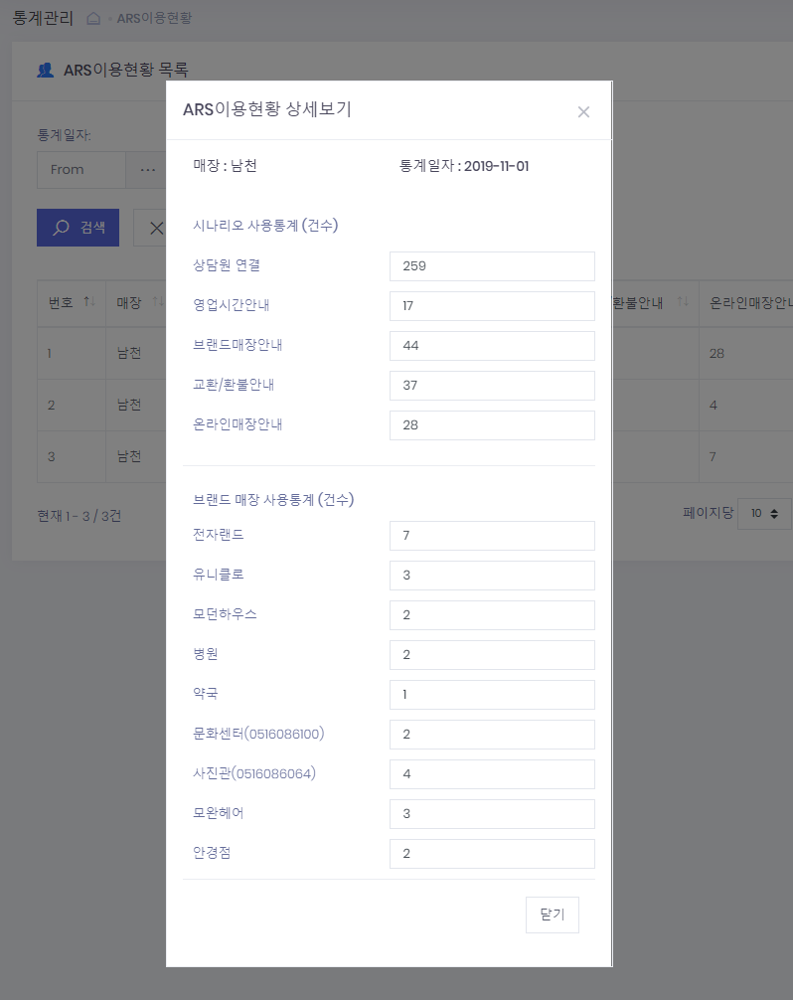 통계관리 ARS이용현황
ARS이용현황 목록
ARS이용현황 상세보기
통계일자:
From ...
매장 : 남천 통계일자 : 2019-11-01
검색
시나리오 사용통계 (건수)
상담원 연결 259
번호 매장 영업시간안내 17 /환불안내 온라인매장안내
브랜드매장안내 44
1 남천 28
교환/환불안내 37
2 남천 4
온라인매장안내 28
3 남천 7
브랜드 매장 사용통계 (건수)
현재 1 - 3 / 3건 페이지당 10
전자랜드 7
유니클로 3
모던하우스 2
병원 2
약국 1
문화센터(0516086100) 2
사진관(0516086064) 4
모완헤어 3
안경점 2
닫기